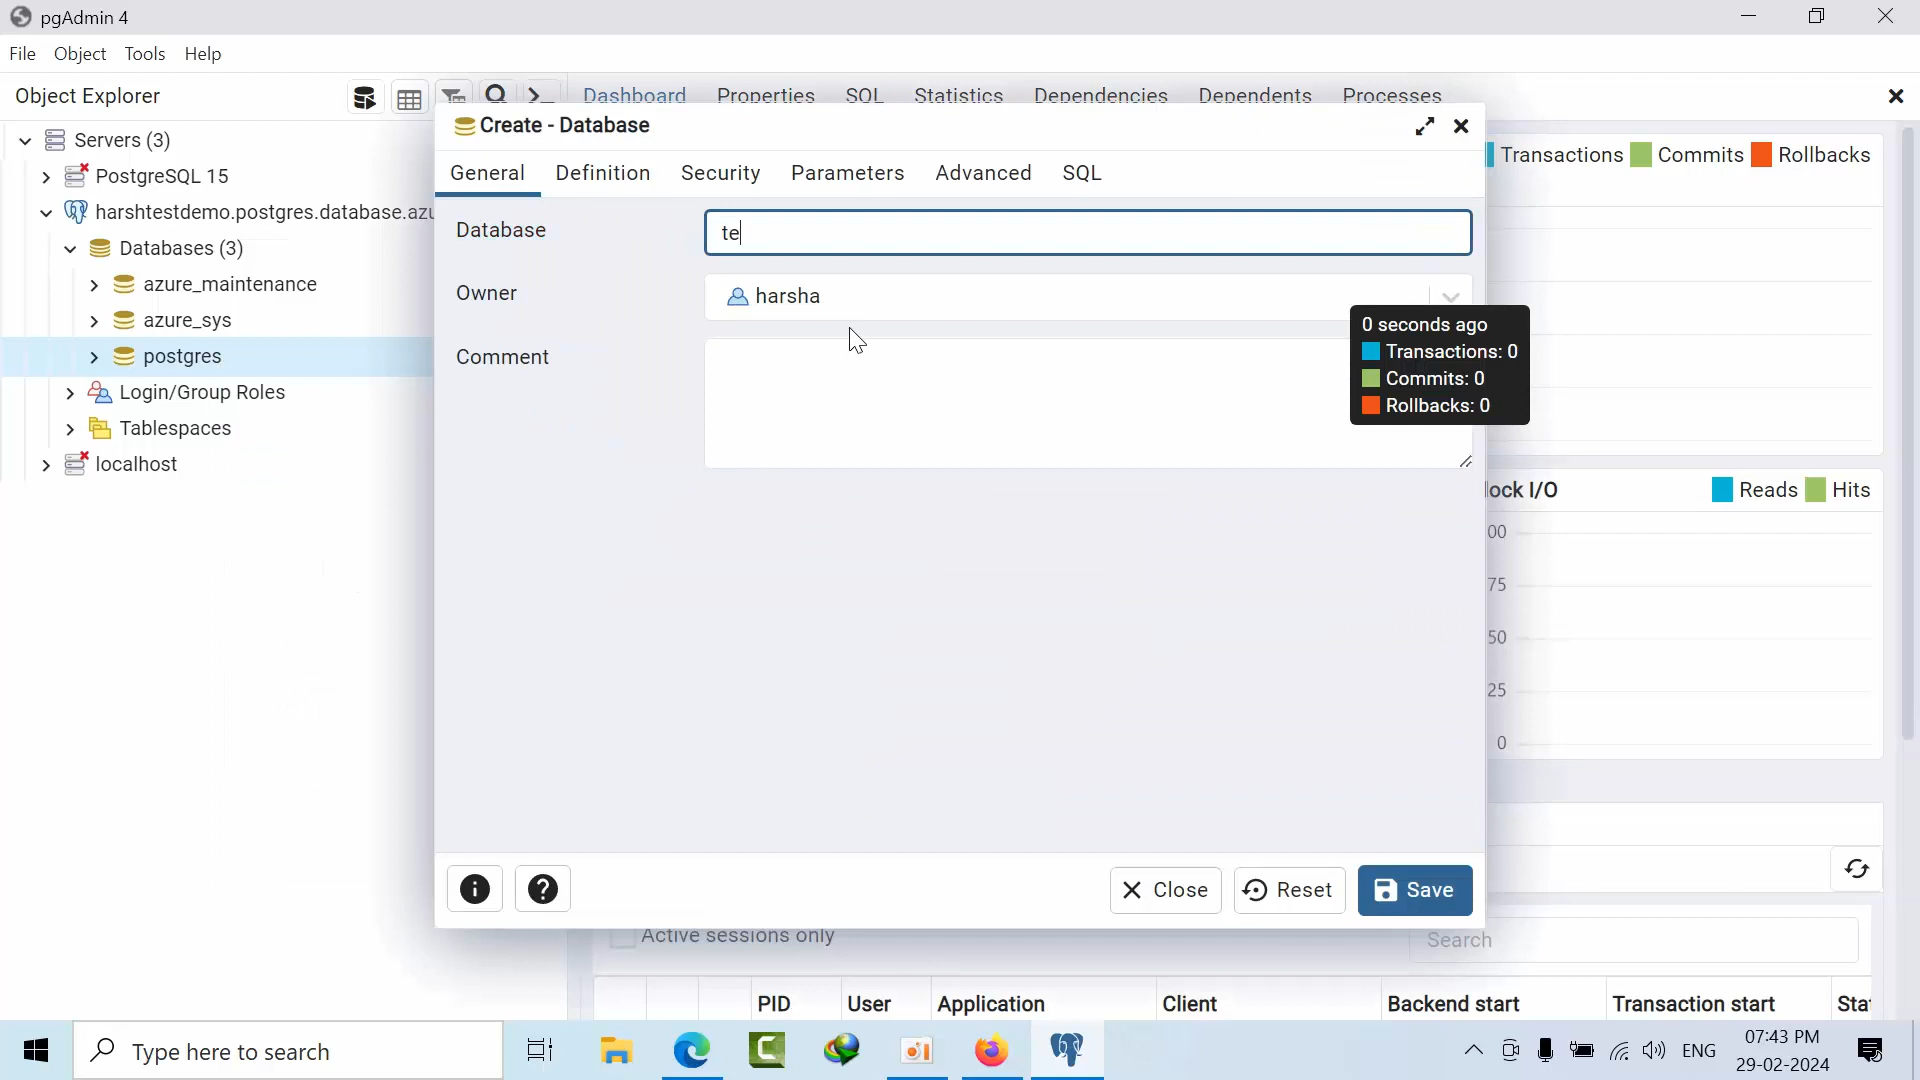 pgAdmin 4
File Object Tools Help
Object Explorer
Dashboard Properties SQL Statistics Dependencies Dependents Processes
Servers (3)
PostgreSQL 15
harshtestdemo.postgres.database.azu
Databases (3)
azure_maintenance
azure_sys
postgres
Login/Group Roles
Tablespaces
localhost
Create - Database
General Definition Security Parameters Advanced SQL
Database te
Owner harsha
Comment
0 seconds ago
Transactions: 0
Commits: 0
Rollbacks: 0
Close Reset Save
Transactions Commits Rollbacks
lock I/O Reads Hits
00
75
50
25
0
Active sessions only
Search
PID User Application Client Backend start Transaction start Sta
Type here to search
ENG
07:43 PM
29-02-2024